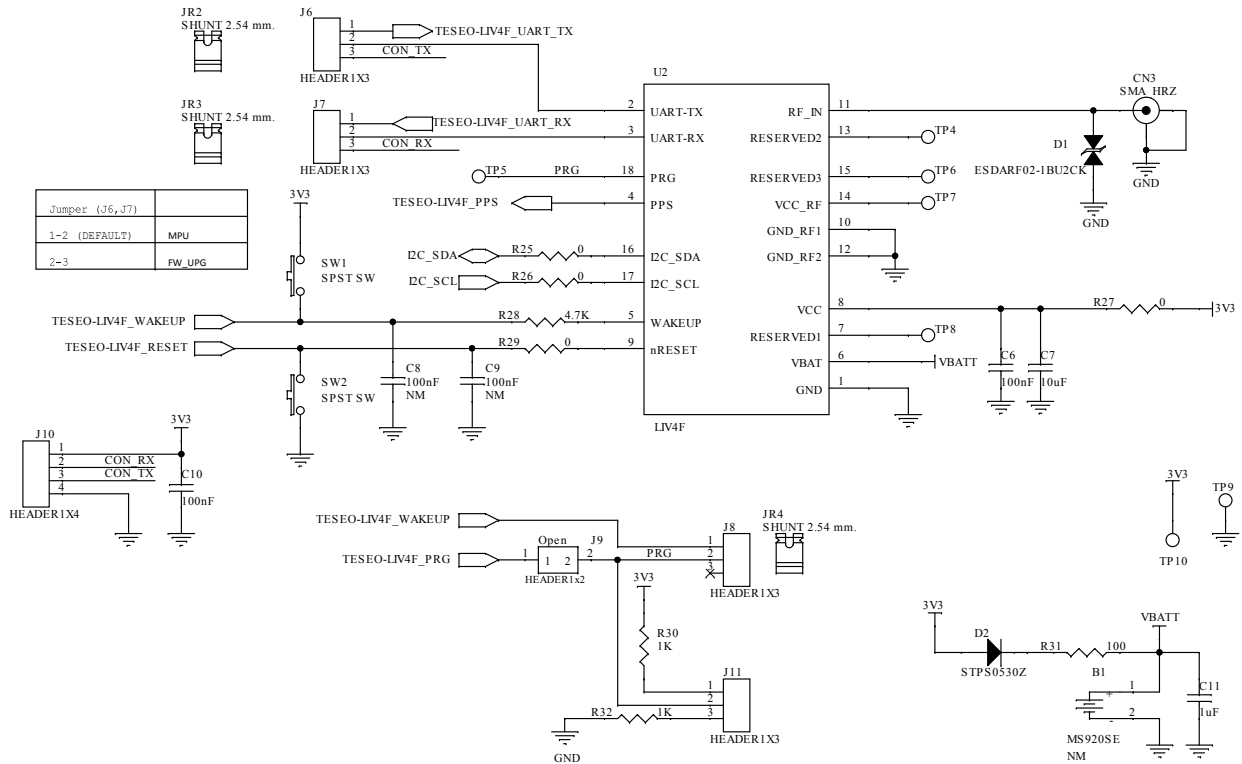 JR2
SHUNT 2.54 mm.
J6
1
2
3
TESEO-LIV4F_UART_TX
CON_TX
HEADER1X3
JR3
SHUNT 2.54 mm.
J7
1
2
3
TESEO-LIV4F_UART_RX
CON_RX
HEADER1X3
Jumper (J6,J7)
1-2 (DEFAULT) MPU
2-3 FW_UPG
U2
2 UART-TX
3 UART-RX
18 PRG
4 PPS
16 I2C_SDA
17 I2C_SCL
5 WAKEUP
9 nRESET
RF_IN 11
RESERVED2 13
RESERVED3 15
VCC_RF 14
GND_RF1 10
GND_RF2 12
VCC 8
RESERVED1 7
VBAT 6
GND 1
LIV4F
TP5 PRG
TESEO-LIV4F_PPS
I2C_SDA R25 0
I2C_SCL R26 0
3V3
SW1
SPST SW
TESEO-LIV4F_WAKEUP R28 4.7K
TESEO-LIV4F_RESET R29 0
SW2
SPST SW
C8
100nF
NM
C9
100nF
NM
CN3
SMA_HRZ
GND
D1
ESDARF02-1BU2CK
GND
TP4
TP6
TP7
R27 0
3V3
TP8
VBATT
C6
100nF
C7
10uF
J10
1
2
3
4
CON_RX
CON_TX
HEADER1X4
3V3
C10
100nF
TESEO-LIV4F_WAKEUP
TESEO-LIV4F_PRG
1
Open
1 2
J9
2
HEADER1x2
PRG
J8
1
2
3
HEADER1X3
JR4
SHUNT 2.54 mm.
3V3
R30
1K
J11
1
2
3
HEADER1X3
R32 1K
GND
3V3
TP10
TP9
3V3
D2
STPS0530Z
R31 100
VBATT
B1
1
+
-
2
MS920SE
NM
C11
1uF